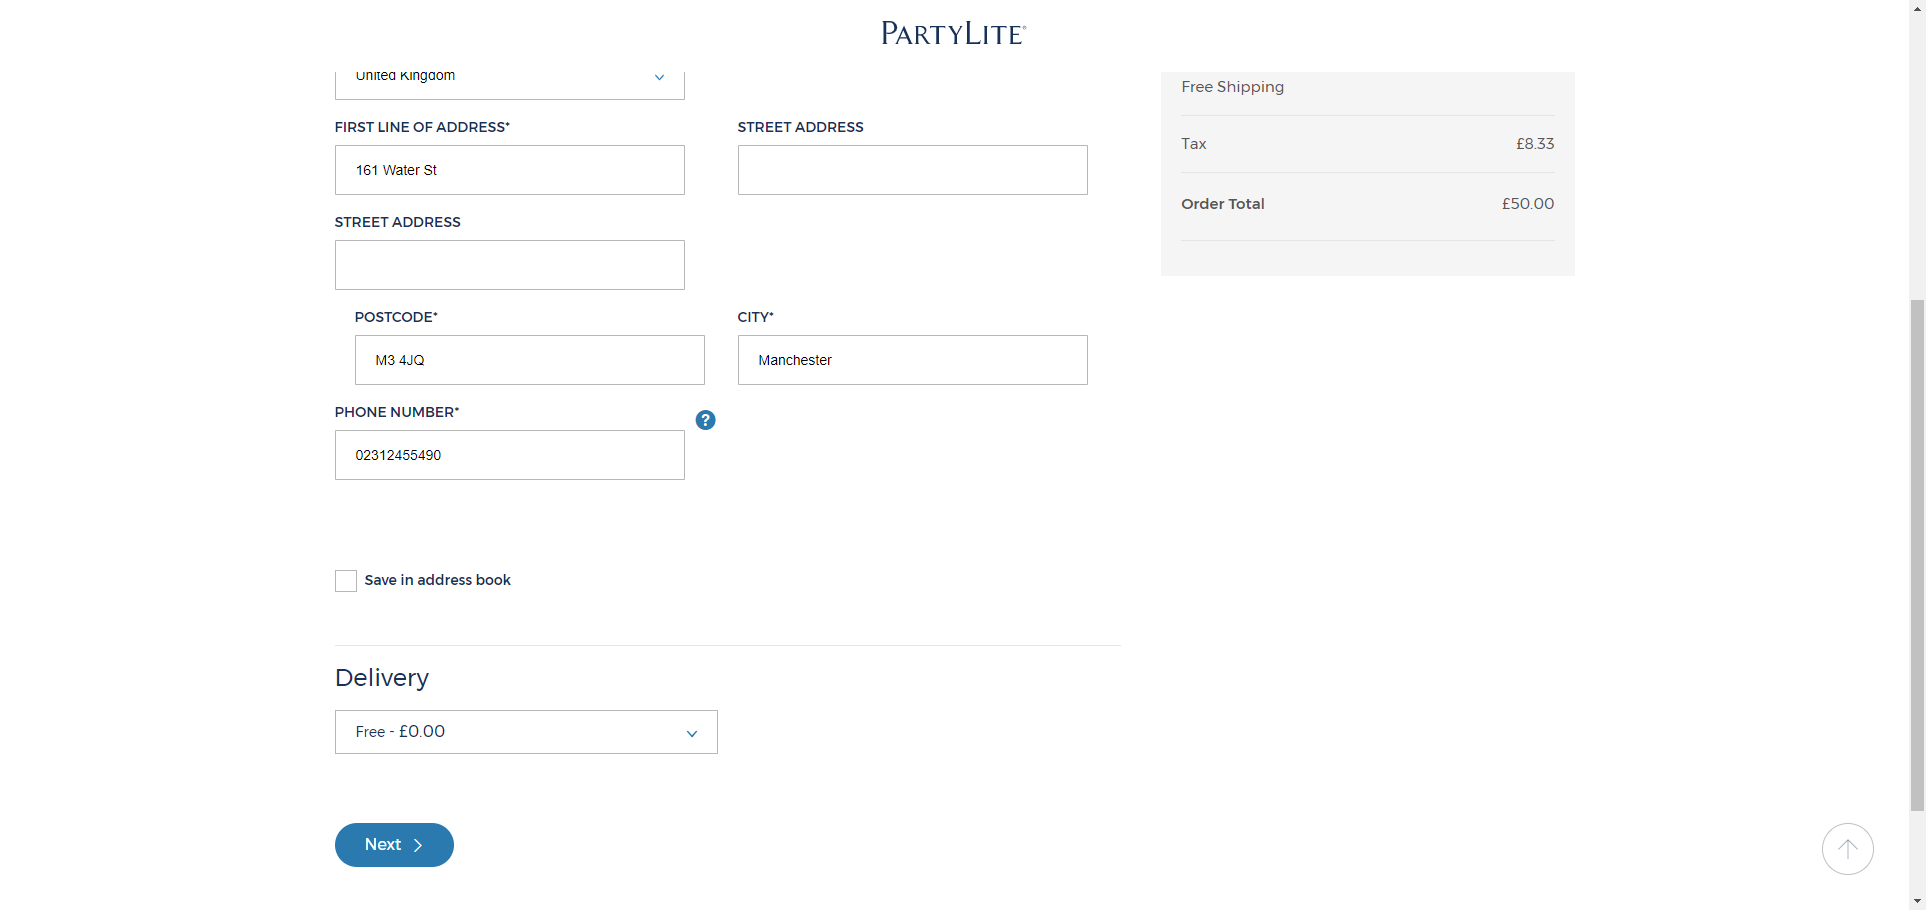 PARTYLITE®
United Kingdom
FIRST LINE OF ADDRESS*
STREET ADDRESS
161 Water St
STREET ADDRESS
POSTCODE*
CITY*
M3 4JQ
Manchester
PHONE NUMBER*
?
02312455490
Save in address book
Delivery
Free - £0.00
Next
Free Shipping
Tax £8.33
Order Total £50.00